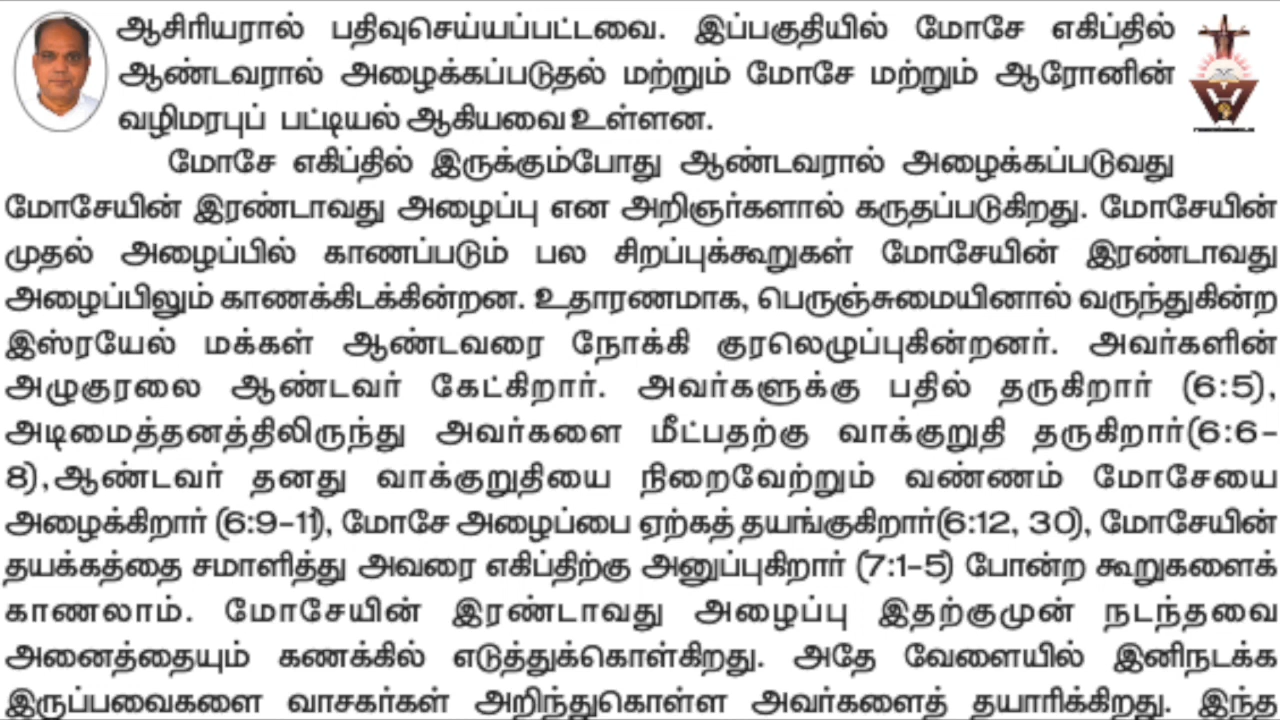 ஆசிரியரால் பதிவுசெய்யப்பட்டவை. இப்பகுதியில் மோசே எகிப்தில்
ஆண்டவரால் அழைக்கப்படுதல் மற்றும் மோசே மற்றும் ஆரோனின்
வழிமரபுப் பட்டியல் ஆகியவை உள்ளன.
மோசே எகிப்தில் இருக்கும்போது ஆண்டவரால் அழைக்கப்படுவது
மோசேயின் இரண்டாவது அழைப்பு என அறிஞர்களால் கருதப்படுகிறது. மோசேயின்
முதல் அழைப்பில் காணப்படும் பல சிறப்புக்கூறுகள் மோசேயின் இரண்டாவது
அழைப்பிலும் காணக்கிடக்கின்றன. உதாரணமாக, பெருஞ்சுமையினால் வருந்துகின்ற
இஸ்ரயேல் மக்கள் ஆண்டவரை நோக்கி குரலெழுப்புகின்றனர். அவர்களின்
அழுகுரலை ஆண்டவர் கேட்கிறார். அவர்களுக்கு பதில் தருகிறார் (6:5),
அடிமைத்தனத்திலிருந்து அவர்களை மீட்பதற்கு வாக்குறுதி தருகிறார்(6:6-
8),ஆண்டவர் தனது வாக்குறுதியை நிறைவேற்றும் வண்ணம் மோசேயை
அழைக்கிறார் (6:9-11), மோசே அழைப்பை ஏற்கத் தயங்குகிறார்(6:12, 30), மோசேயின்
தயக்கத்தை சமாளித்து அவரை எகிப்திற்கு அனுப்புகிறார் (7:1-5) போன்ற கூறுகளைக்
காணலாம். மோசேயின் இரண்டாவது அழைப்பு இதற்குமுன் நடந்தவை
அனைத்தையும் கணக்கில் எடுத்துக்கொள்கிறது. அதே வேளையில் இனிநடக்க
இருப்பவைகளை வாசகர்கள் அறிந்துகொள்ள அவர்களைத் தயாரிக்கிறது. இந்த